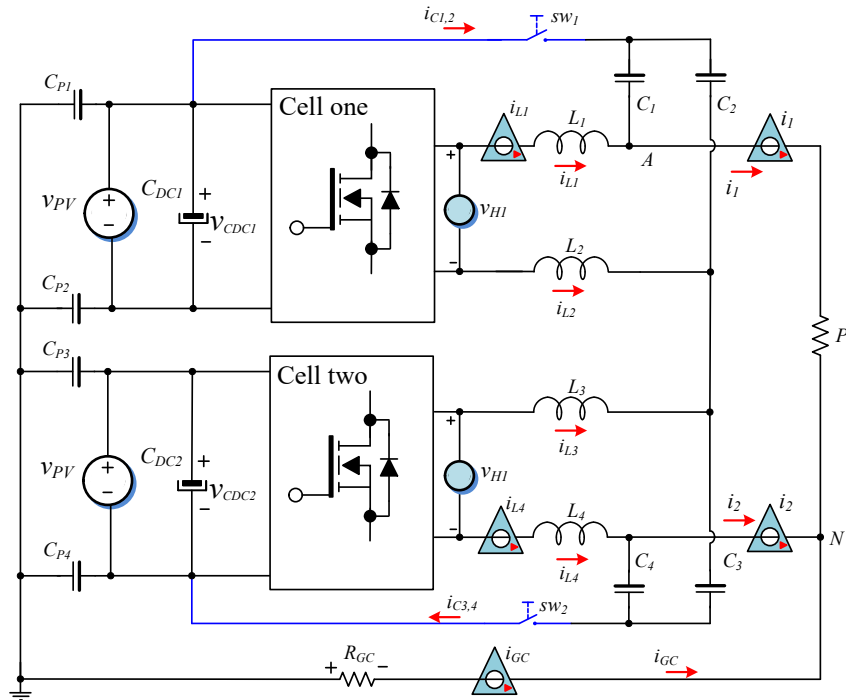 i_{C1,2} sw_1
C_{P1} Cell one C_1 C_2
i_{L1} L_1 i_1
+ + + +
v_{PV} C_{DC1} v_{CDC1} v_{H1} i_{L1} A i_1
− − − L_2
C_{P2} i_{L2}
P
C_{P3} Cell two L_3
+ + +
v_{PV} C_{DC2} v_{CDC2} v_{H1} i_{L3}
− − − i_{L4} L_4 i_2 i_2
C_{P4} i_{L4} C_4 C_3 N
i_{C3,4} sw_2
+ R_{GC} − i_{GC} i_{GC}